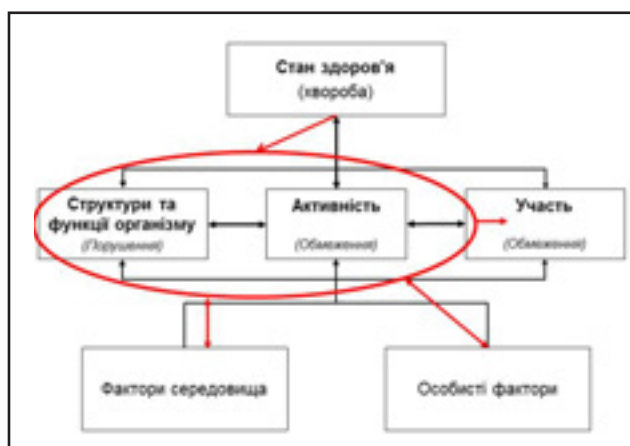 Стан здоров'я
(хвороба)
Структури та
функції організму
(Порушення)
Активність
(Обмеження)
Участь
(Обмеження)
Фактори середовища
Особисті фактори